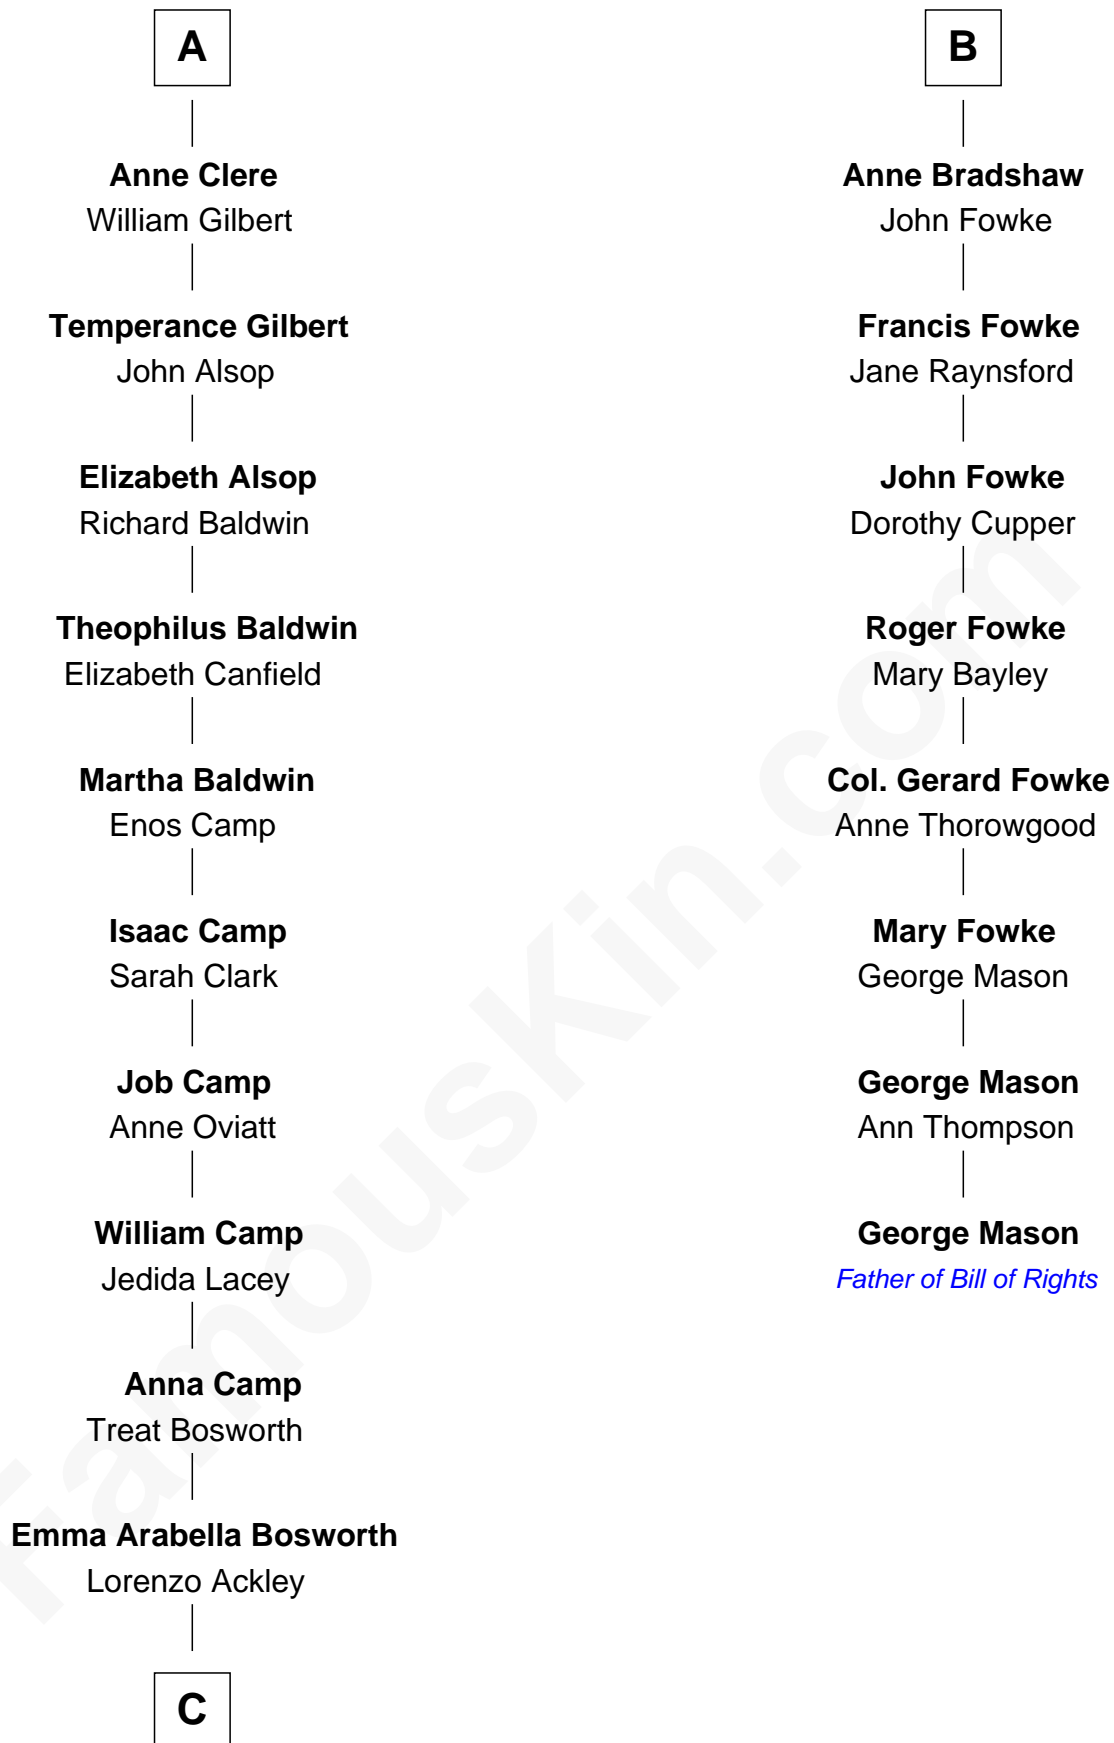 A
Anne Clere
William Gilbert
Temperance Gilbert
John Alsop
Elizabeth Alsop
Richard Baldwin
Theophilus Baldwin
Elizabeth Canfield
Martha Baldwin
Enos Camp
Isaac Camp
Sarah Clark
Job Camp
Anne Oviatt
William Camp
Jedida Lacey
Anna Camp
Treat Bosworth
Emma Arabella Bosworth
Lorenzo Ackley
C
B
Anne Bradshaw
John Fowke
Francis Fowke
Jane Raynsford
John Fowke
Dorothy Cupper
Roger Fowke
Mary Bayley
Col. Gerard Fowke
Anne Thorowgood
Mary Fowke
George Mason
George Mason
Ann Thompson
George Mason
Father of Bill of Rights
FamousKin.com